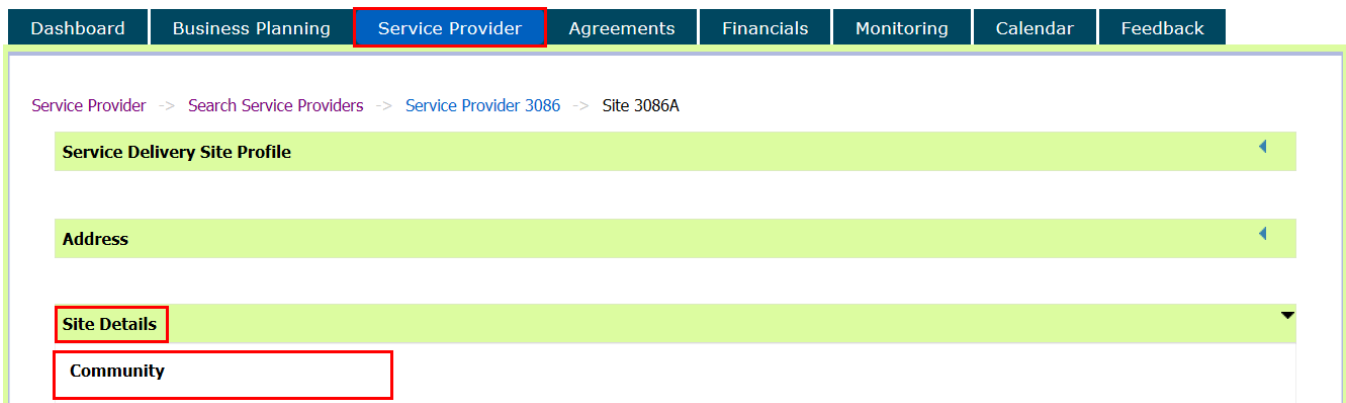 Dashboard Business Planning Service Provider Agreements Financials Monitoring Calendar Feedback
Service Provider -> Search Service Providers -> Service Provider 3086 -> Site 3086A
Service Delivery Site Profile
Address
Site Details
Community